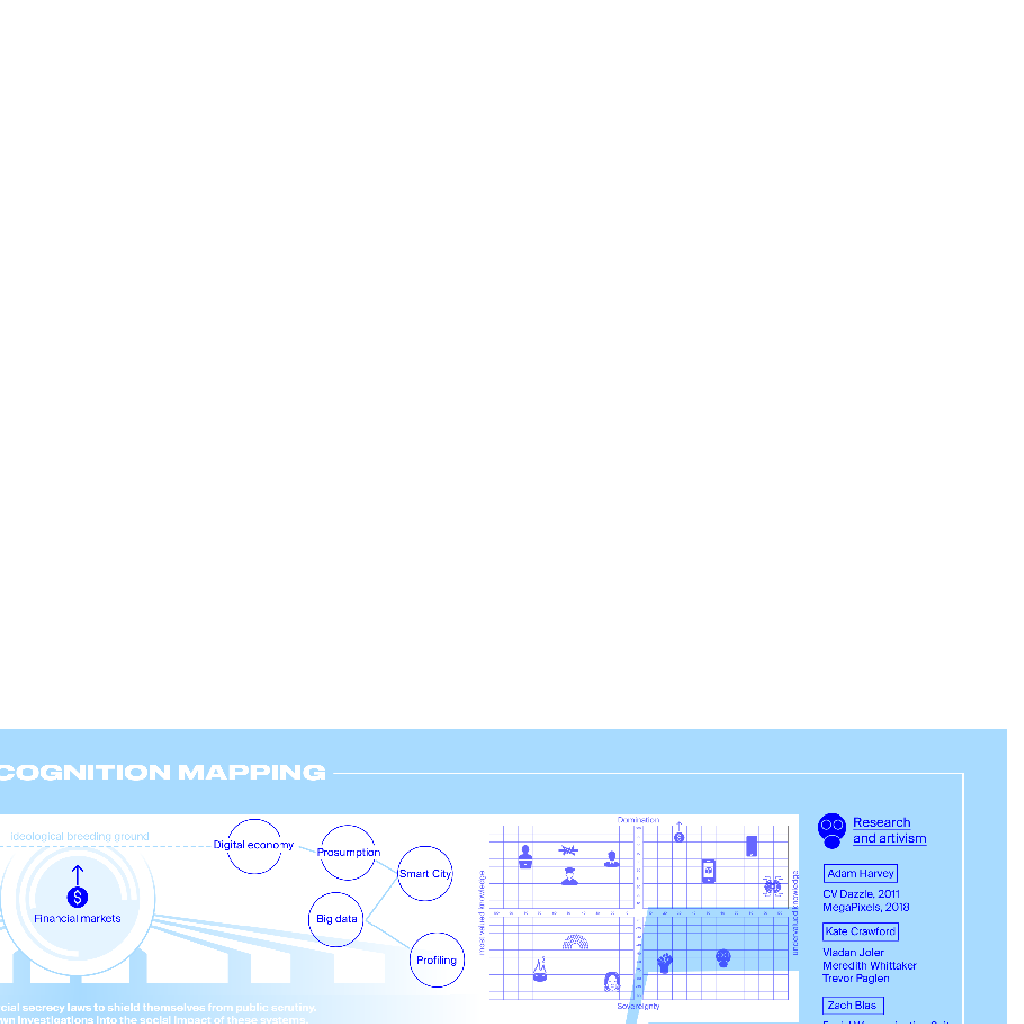 COGNITION MAPPING
Ideological breeding ground
Financial markets
Digital economy
Prosumption
Smart City
Big data
Profiling
cial secrecy laws to shield themselves from public scrutiny.
wn investigations into the social impact of these systems.
Domination
Sovereignty
Research
and artivism
Adam Harvey
CV Dazzle, 2011
MegaPixels, 2018
Kate Crawford
Vladan Joler
Meredith Whittaker
Trevor Paglen
Zach Blas